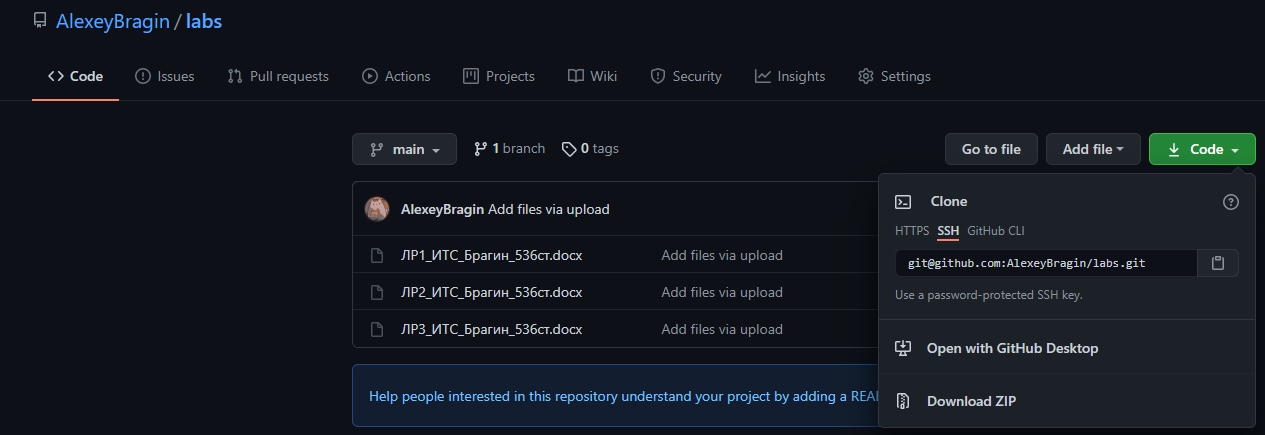 AlexeyBragin / labs
Code Issues Pull requests Actions Projects Wiki Security Insights Settings
main 1 branch 0 tags Go to file Add file Code
AlexeyBragin Add files via upload
ЛР1_ИТС_Брагин_536ст.docx Add files via upload
ЛР2_ИТС_Брагин_536ст.docx Add files via upload
ЛР3_ИТС_Брагин_536ст.docx Add files via upload
Help people interested in this repository understand your project by adding a REA
Clone
HTTPS SSH GitHub CLI
git@github.com:AlexeyBragin/labs.git
Use a password-protected SSH key.
Open with GitHub Desktop
Download ZIP